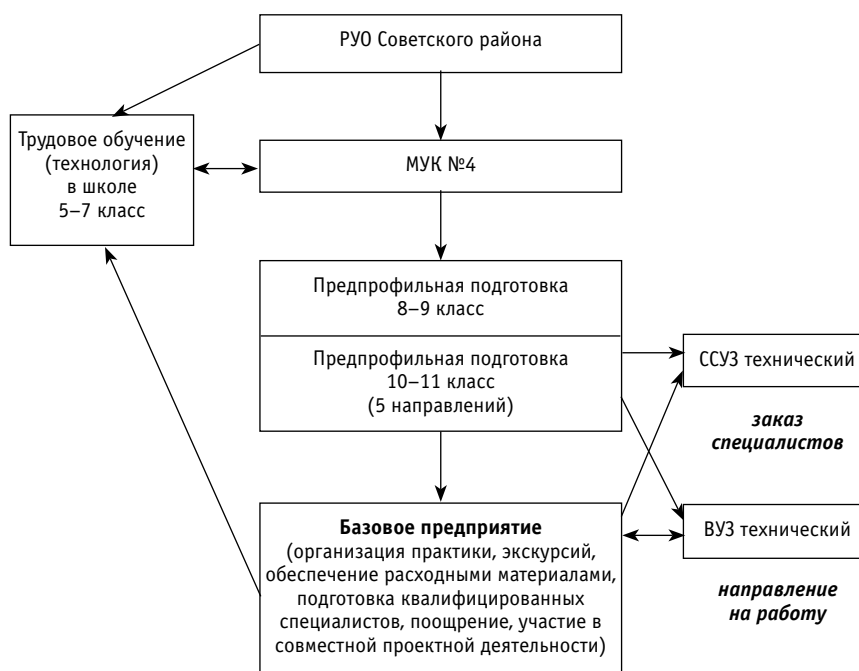 РУО Советского района
Трудовое обучение
(технология)
в школе
5–7 класс
МУК №4
Предпрофильная подготовка
8–9 класс
Предпрофильная подготовка
10–11 класс
(5 направлений)
ССУЗ технический
заказ
специалистов
Базовое предприятие
(организация практики, экскурсий,
обеспечение расходными материалами,
подготовка квалифицированных
специалистов, поощрение, участие в
совместной проектной деятельности)
ВУЗ технический
направление
на работу